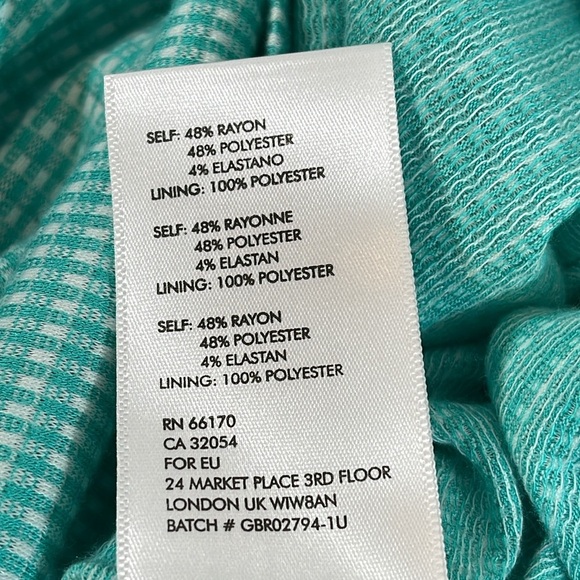 SELF: 48% RAYON
48% POLYESTER
4% ELASTANO
LINING: 100% POLYESTER
SELF: 48% RAYONNE
48% POLYESTER
4% ELASTAN
LINING: 100% POLYESTER
SELF: 48% RAYON
48% POLYESTER
4% ELASTAN
LINING: 100% POLYESTER
RN 66170
CA 32054
FOR EU
24 MARKET PLACE 3RD FLOOR
LONDON UK WIW8AN
BATCH # GBR02794-1U